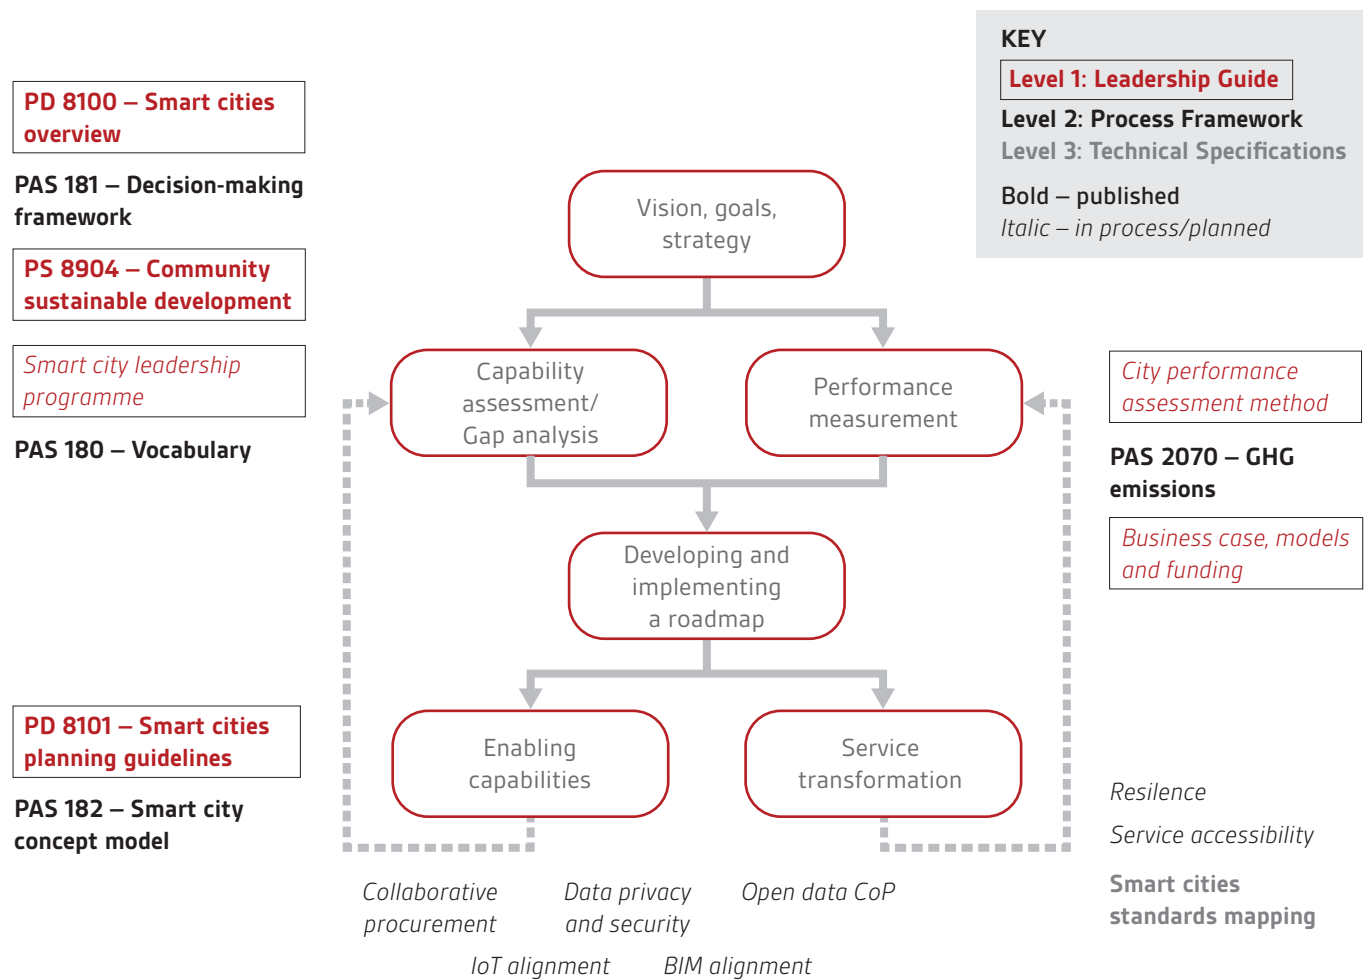 KEY
Level 1: Leadership Guide
Level 2: Process Framework
Level 3: Technical Specifications
Bold – published
Italic – in process/planned
PD 8100 – Smart cities
overview
PAS 181 – Decision-making
framework
PS 8904 – Community
sustainable development
Smart city leadership
programme
PAS 180 – Vocabulary
PD 8101 – Smart cities
planning guidelines
PAS 182 – Smart city
concept model
Vision, goals,
strategy
Capability
assessment/
Gap analysis
Performance
measurement
Developing and
implementing
a roadmap
Enabling
capabilities
Service
transformation
City performance
assessment method
PAS 2070 – GHG
emissions
Business case, models
and funding
Resilence
Service accessibility
Smart cities
standards mapping
Collaborative
procurement
Data privacy
and security
Open data CoP
IoT alignment
BIM alignment